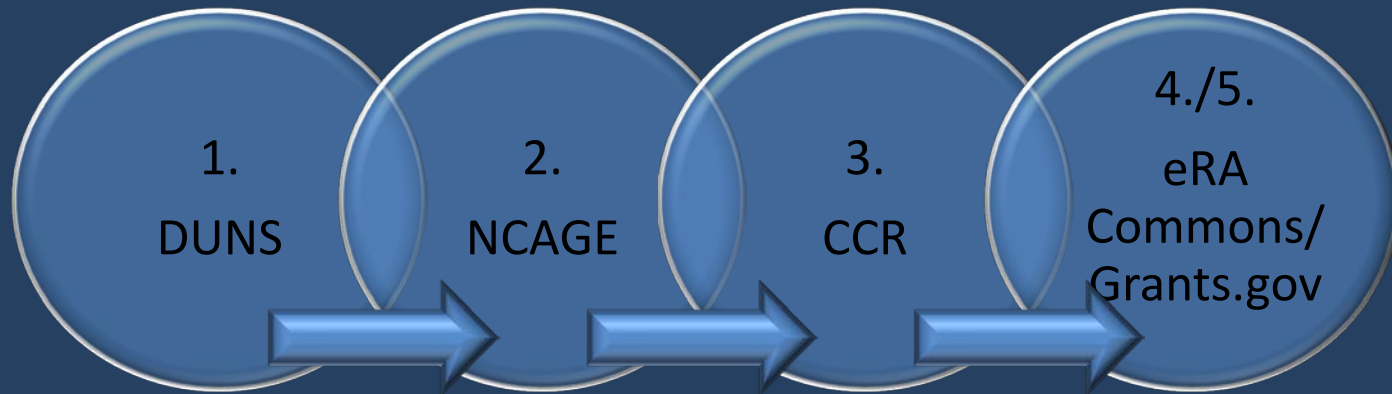 1.
DUNS
2.
NCAGE
3.
CCR
4./5.
eRA
Commons/
Grants.gov